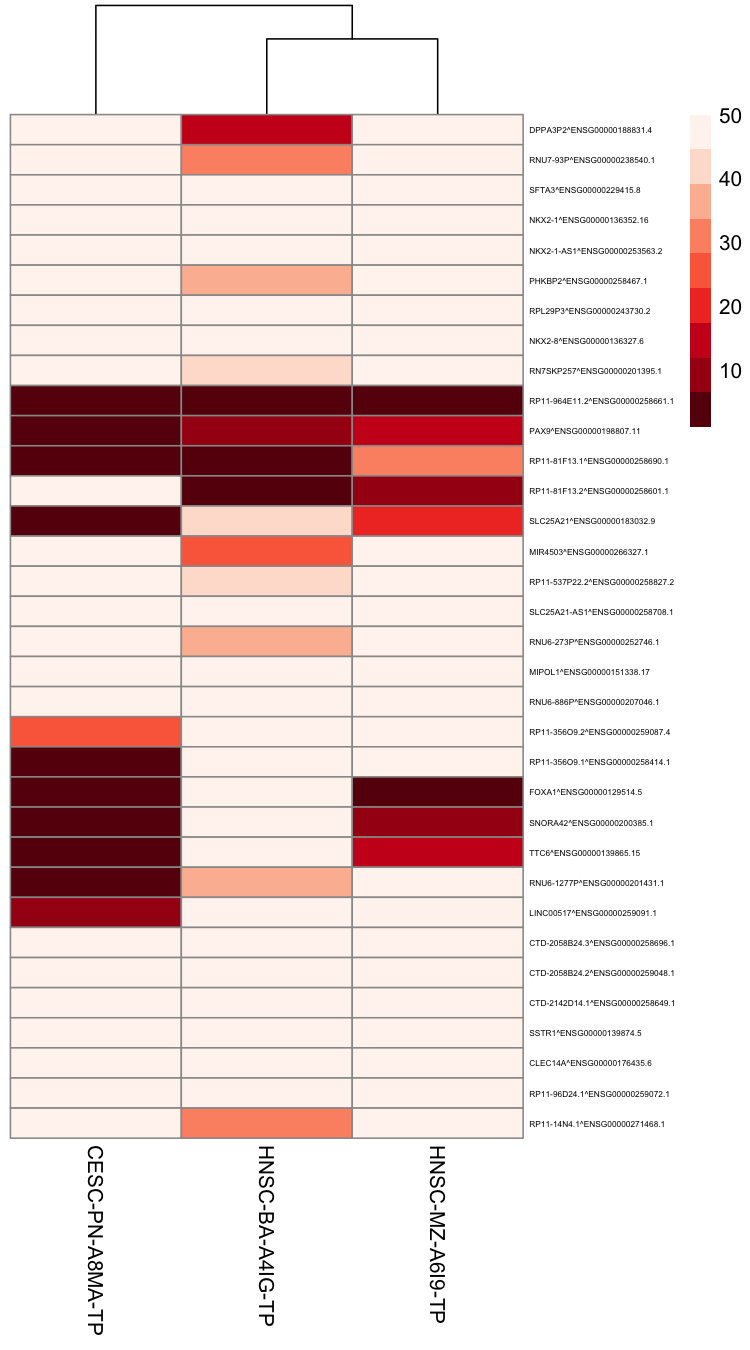 50
DPPA3P2^ENSG00000188831.4
RNU7-93P^ENSG00000238540.1
40
SFTA3^ENSG00000229415.8
NKX2-1^ENSG00000136352.16
30
NKX2-1-AS1^ENSG00000253563.2
PHKBP2^ENSG00000258467.1
20
RPL29P3^ENSG00000243730.2
NKX2-8^ENSG00000136327.6
10
RN7SKP257^ENSG00000201395.1
RP11-964E11.2^ENSG00000258661.1
PAX9^ENSG00000198807.11
RP11-81F13.1^ENSG00000258690.1
RP11-81F13.2^ENSG00000258601.1
SLC25A21^ENSG00000183032.9
MIR4503^ENSG00000266327.1
RP11-537P22.2^ENSG00000258827.2
SLC25A21-AS1^ENSG00000258708.1
RNU6-273P^ENSG00000252746.1
MIPOL1^ENSG00000151338.17
RNU6-886P^ENSG00000207046.1
RP11-356O9.2^ENSG00000259087.4
RP11-356O9.1^ENSG00000258414.1
FOXA1^ENSG00000129514.5
SNORA42^ENSG00000200385.1
TTC6^ENSG00000139865.15
RNU6-1277P^ENSG00000201431.1
LINC00517^ENSG00000259091.1
CTD-2058B24.3^ENSG00000258696.1
CTD-2058B24.2^ENSG00000259048.1
CTD-2142D14.1^ENSG00000258649.1
SSTR1^ENSG00000139874.5
CLEC14A^ENSG00000176435.6
RP11-96D24.1^ENSG00000259072.1
RP11-14N4.1^ENSG00000271468.1
CESC-PN-A8MA-TP
HNSC-BA-A4IG-TP
HNSC-MZ-A6I9-TP